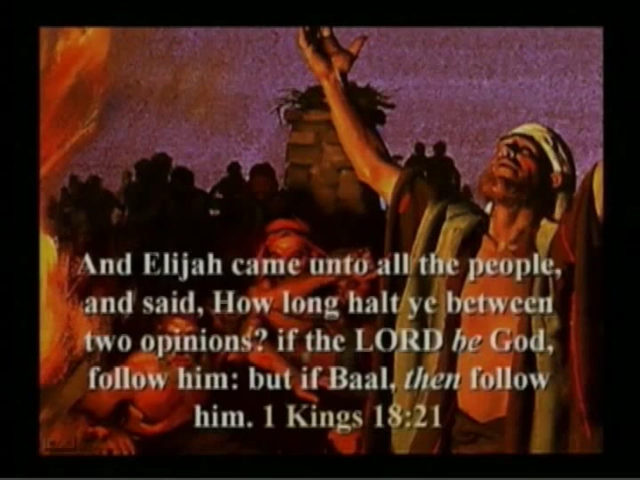 And Elijah came unto all the people,
and said, How long halt ye between
two opinions? if the LORD be God,
follow him: but if Baal, then follow
him. 1 Kings 18:21